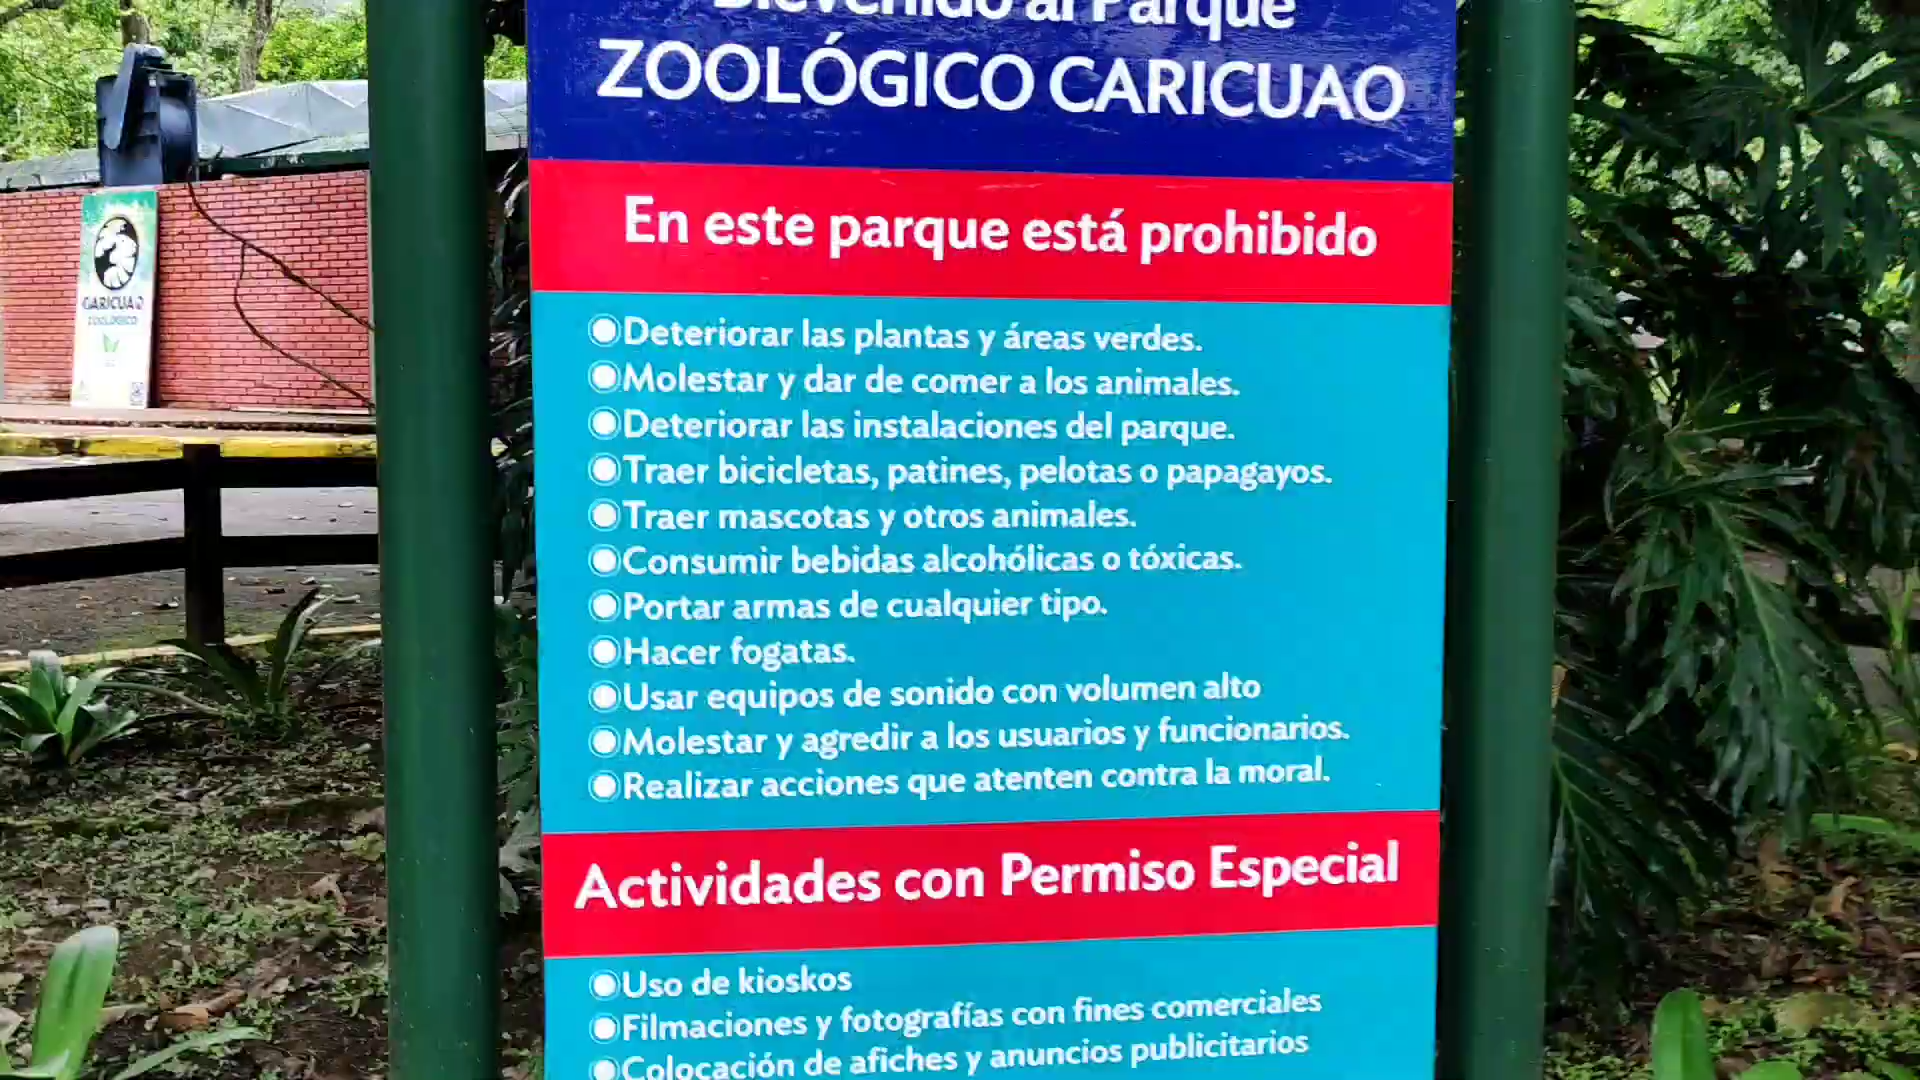 Bienvenido al Parque
ZOOLÓGICO CARICUAO
En este parque está prohibido
Deteriorar las plantas y áreas verdes.
Molestar y dar de comer a los animales.
Deteriorar las instalaciones del parque.
Traer bicicletas, patines, pelotas o papagayos.
Traer mascotas y otros animales.
Consumir bebidas alcohólicas o tóxicas.
Portar armas de cualquier tipo.
Hacer fogatas.
Usar equipos de sonido con volumen alto
Molestar y agredir a los usuarios y funcionarios.
Realizar acciones que atenten contra la moral.
Actividades con Permiso Especial
Uso de kioskos
Filmaciones y fotografías con fines comerciales
Colocación de afiches y anuncios publicitarios
CARICUAO
ZOOLÓGICO